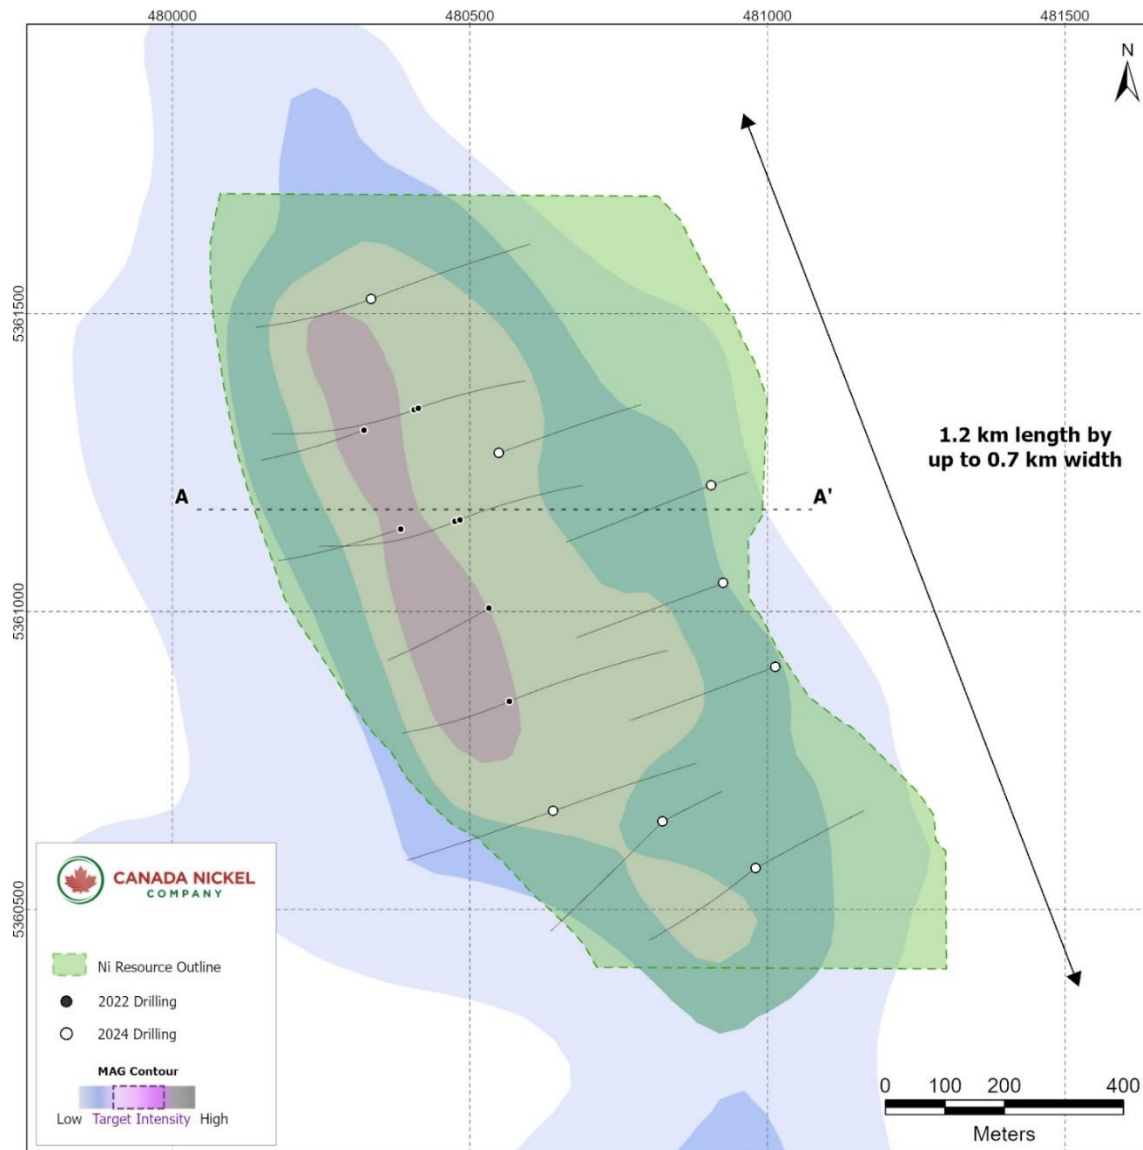 480000 480500 481000 481500
N
5361500
1.2 km length by
up to 0.7 km width
A A'
5361000
5360500
CANADA NICKEL
COMPANY
Ni Resource Outline
2022 Drilling
2024 Drilling
MAG Contour
Low Target Intensity High
0 100 200 400
Meters